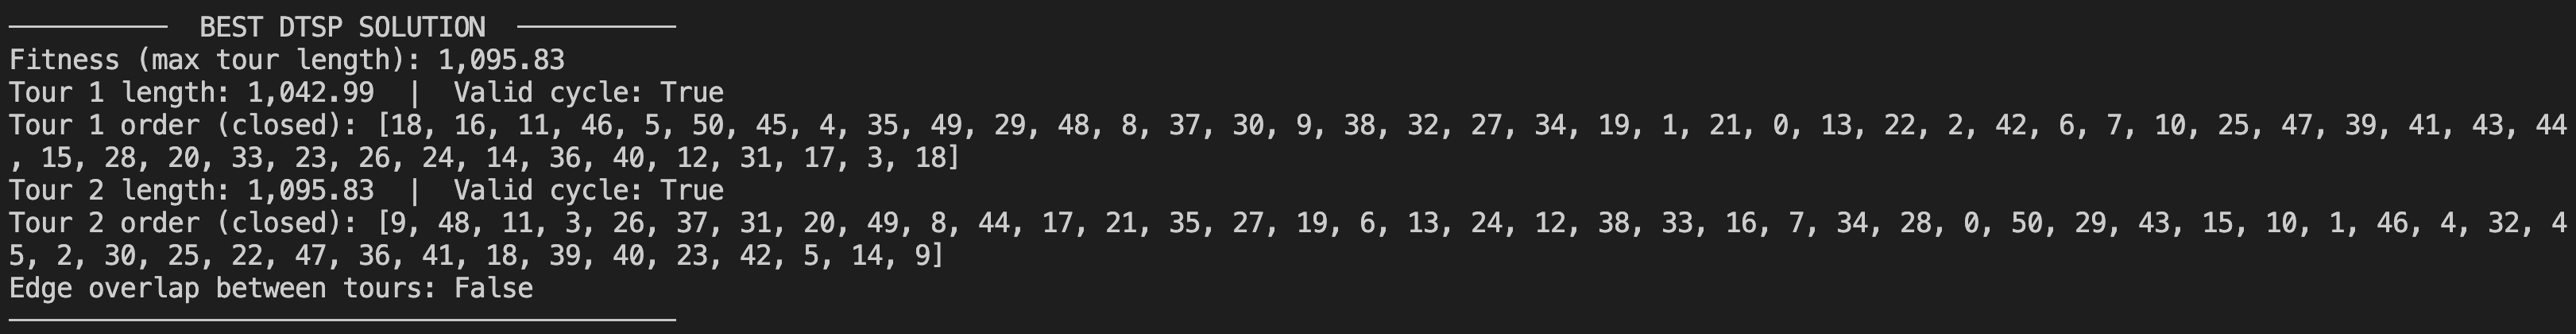 BEST DTSP SOLUTION
Fitness (max tour length): 1,095.83
Tour 1 length: 1,042.99  |  Valid cycle: True
Tour 1 order (closed): [18, 16, 11, 46, 5, 50, 45, 4, 35, 49, 29, 48, 8, 37, 30, 9, 38, 32, 27, 34, 19, 1, 21, 0, 13, 22, 2, 42, 6, 7, 10, 25, 47, 39, 41, 43, 44
, 15, 28, 20, 33, 23, 26, 24, 14, 36, 40, 12, 31, 17, 3, 18]
Tour 2 length: 1,095.83  |  Valid cycle: True
Tour 2 order (closed): [9, 48, 11, 3, 26, 37, 31, 20, 49, 8, 44, 17, 21, 35, 27, 19, 6, 13, 24, 12, 38, 33, 16, 7, 34, 28, 0, 50, 29, 43, 15, 10, 1, 46, 4, 32, 4
5, 2, 30, 25, 22, 47, 36, 41, 18, 39, 40, 23, 42, 5, 14, 9]
Edge overlap between tours: False